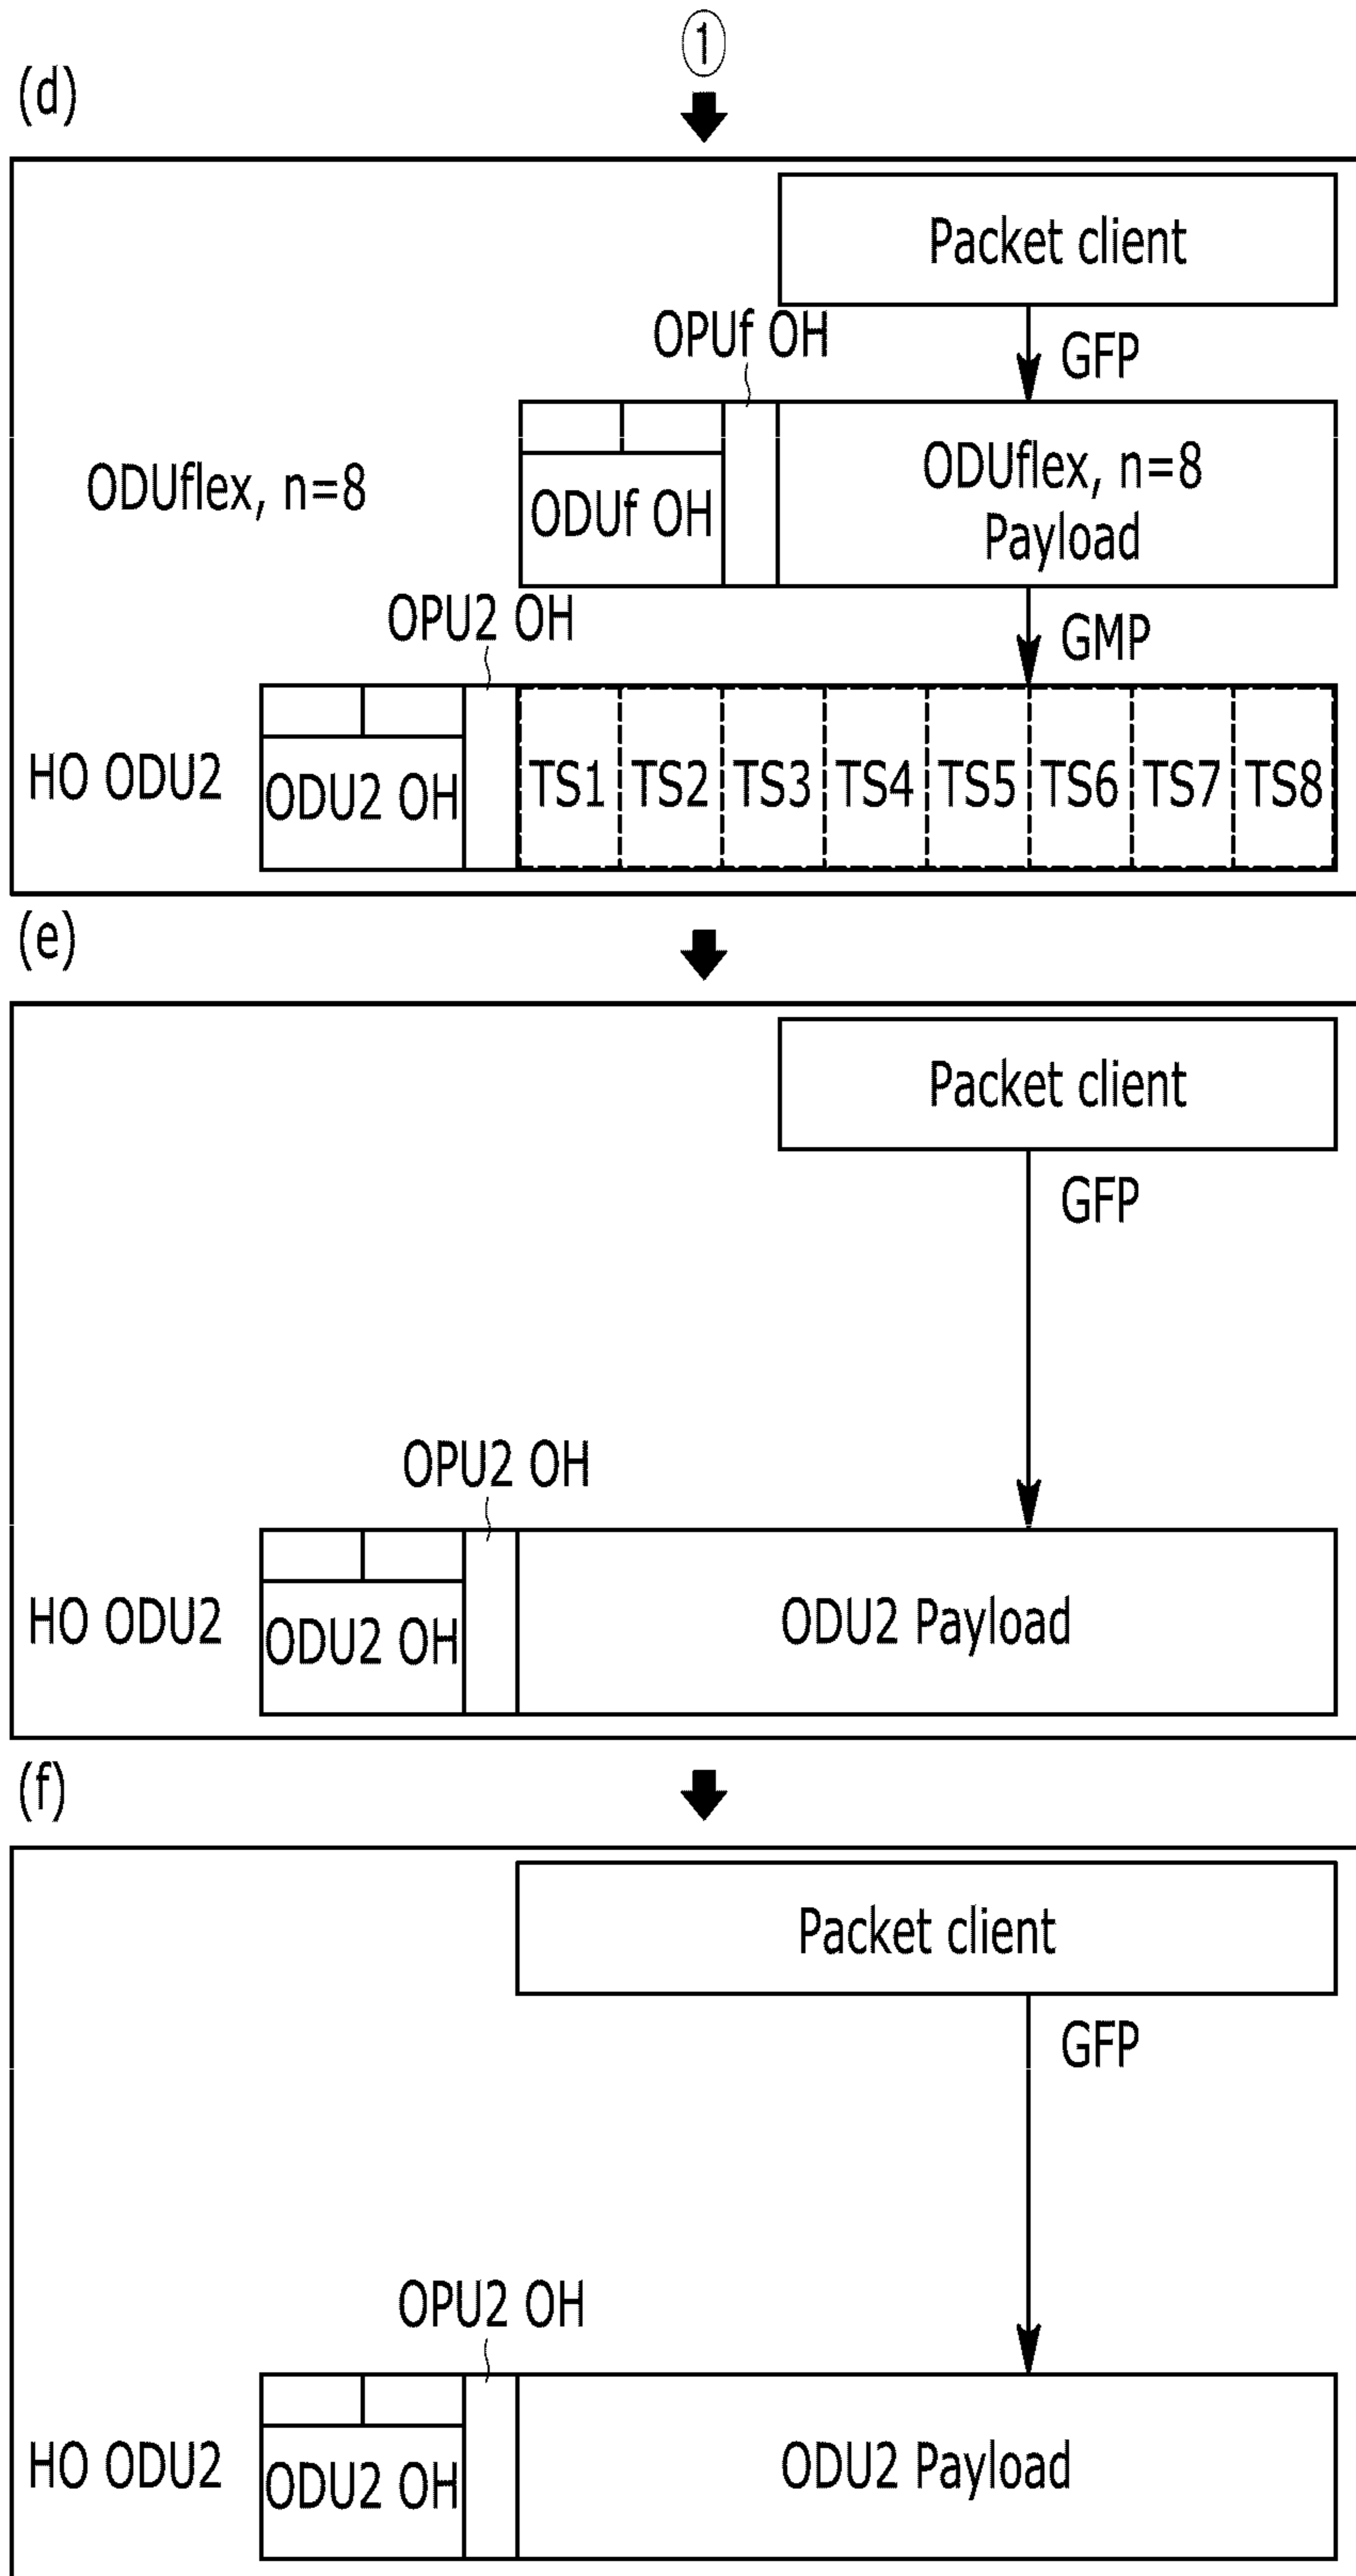 ①
(d)
Packet client
OPUf OH
GFP
ODUflex, n=8
ODUf OH
ODUflex, n=8
Payload
OPU2 OH
GMP
HO ODU2
ODU2 OH
TS1 TS2 TS3 TS4 TS5 TS6 TS7 TS8
(e)
Packet client
GFP
OPU2 OH
HO ODU2
ODU2 OH
ODU2 Payload
(f)
Packet client
GFP
OPU2 OH
HO ODU2
ODU2 OH
ODU2 Payload